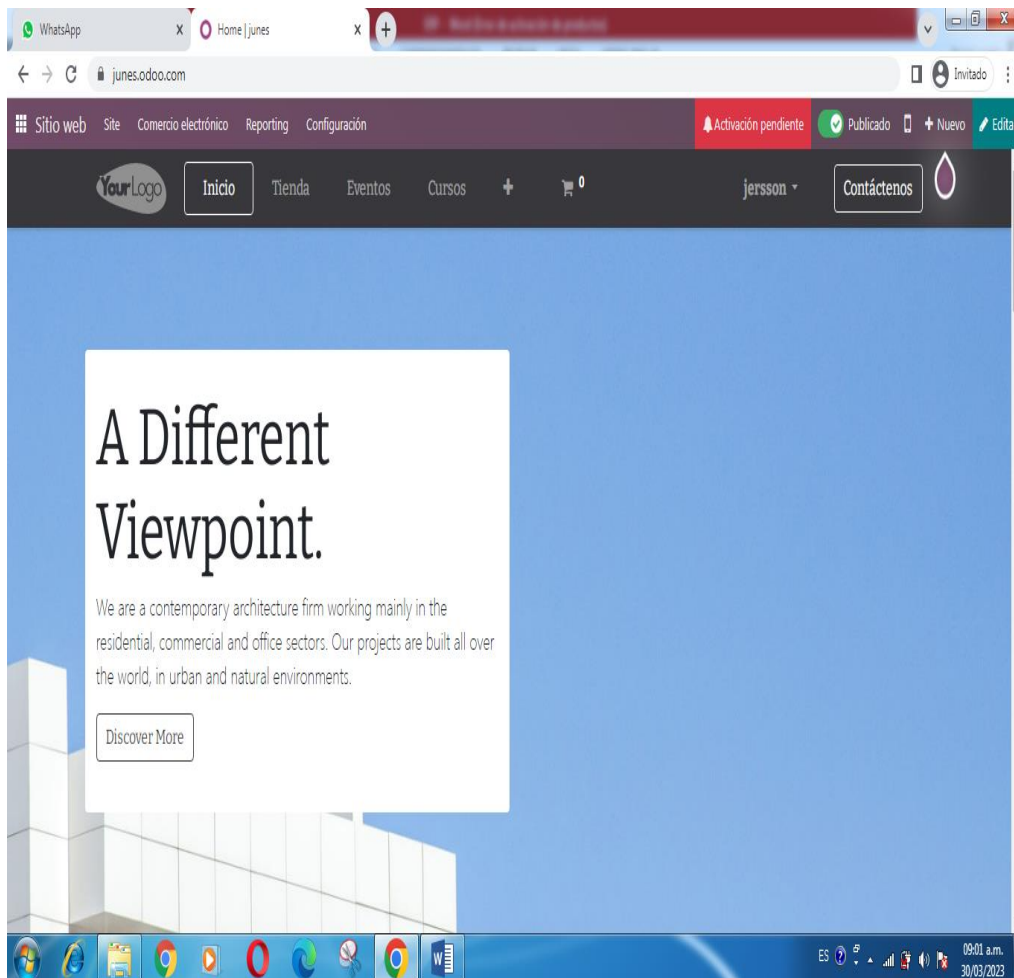 WhatsApp
Home | junes
junes.odoo.com
Invitado
Sitio web Site Comercio electrónico Reporting Configuración
Activación pendiente Publicado Nuevo Edita
YourLogo Inicio Tienda Eventos Cursos 0 jersson Contáctenos
A Different
Viewpoint.
We are a contemporary architecture firm working mainly in the
residential, commercial and office sectors. Our projects are built all over
the world, in urban and natural environments.
Discover More
ES
09:01 a.m.
30/03/2023